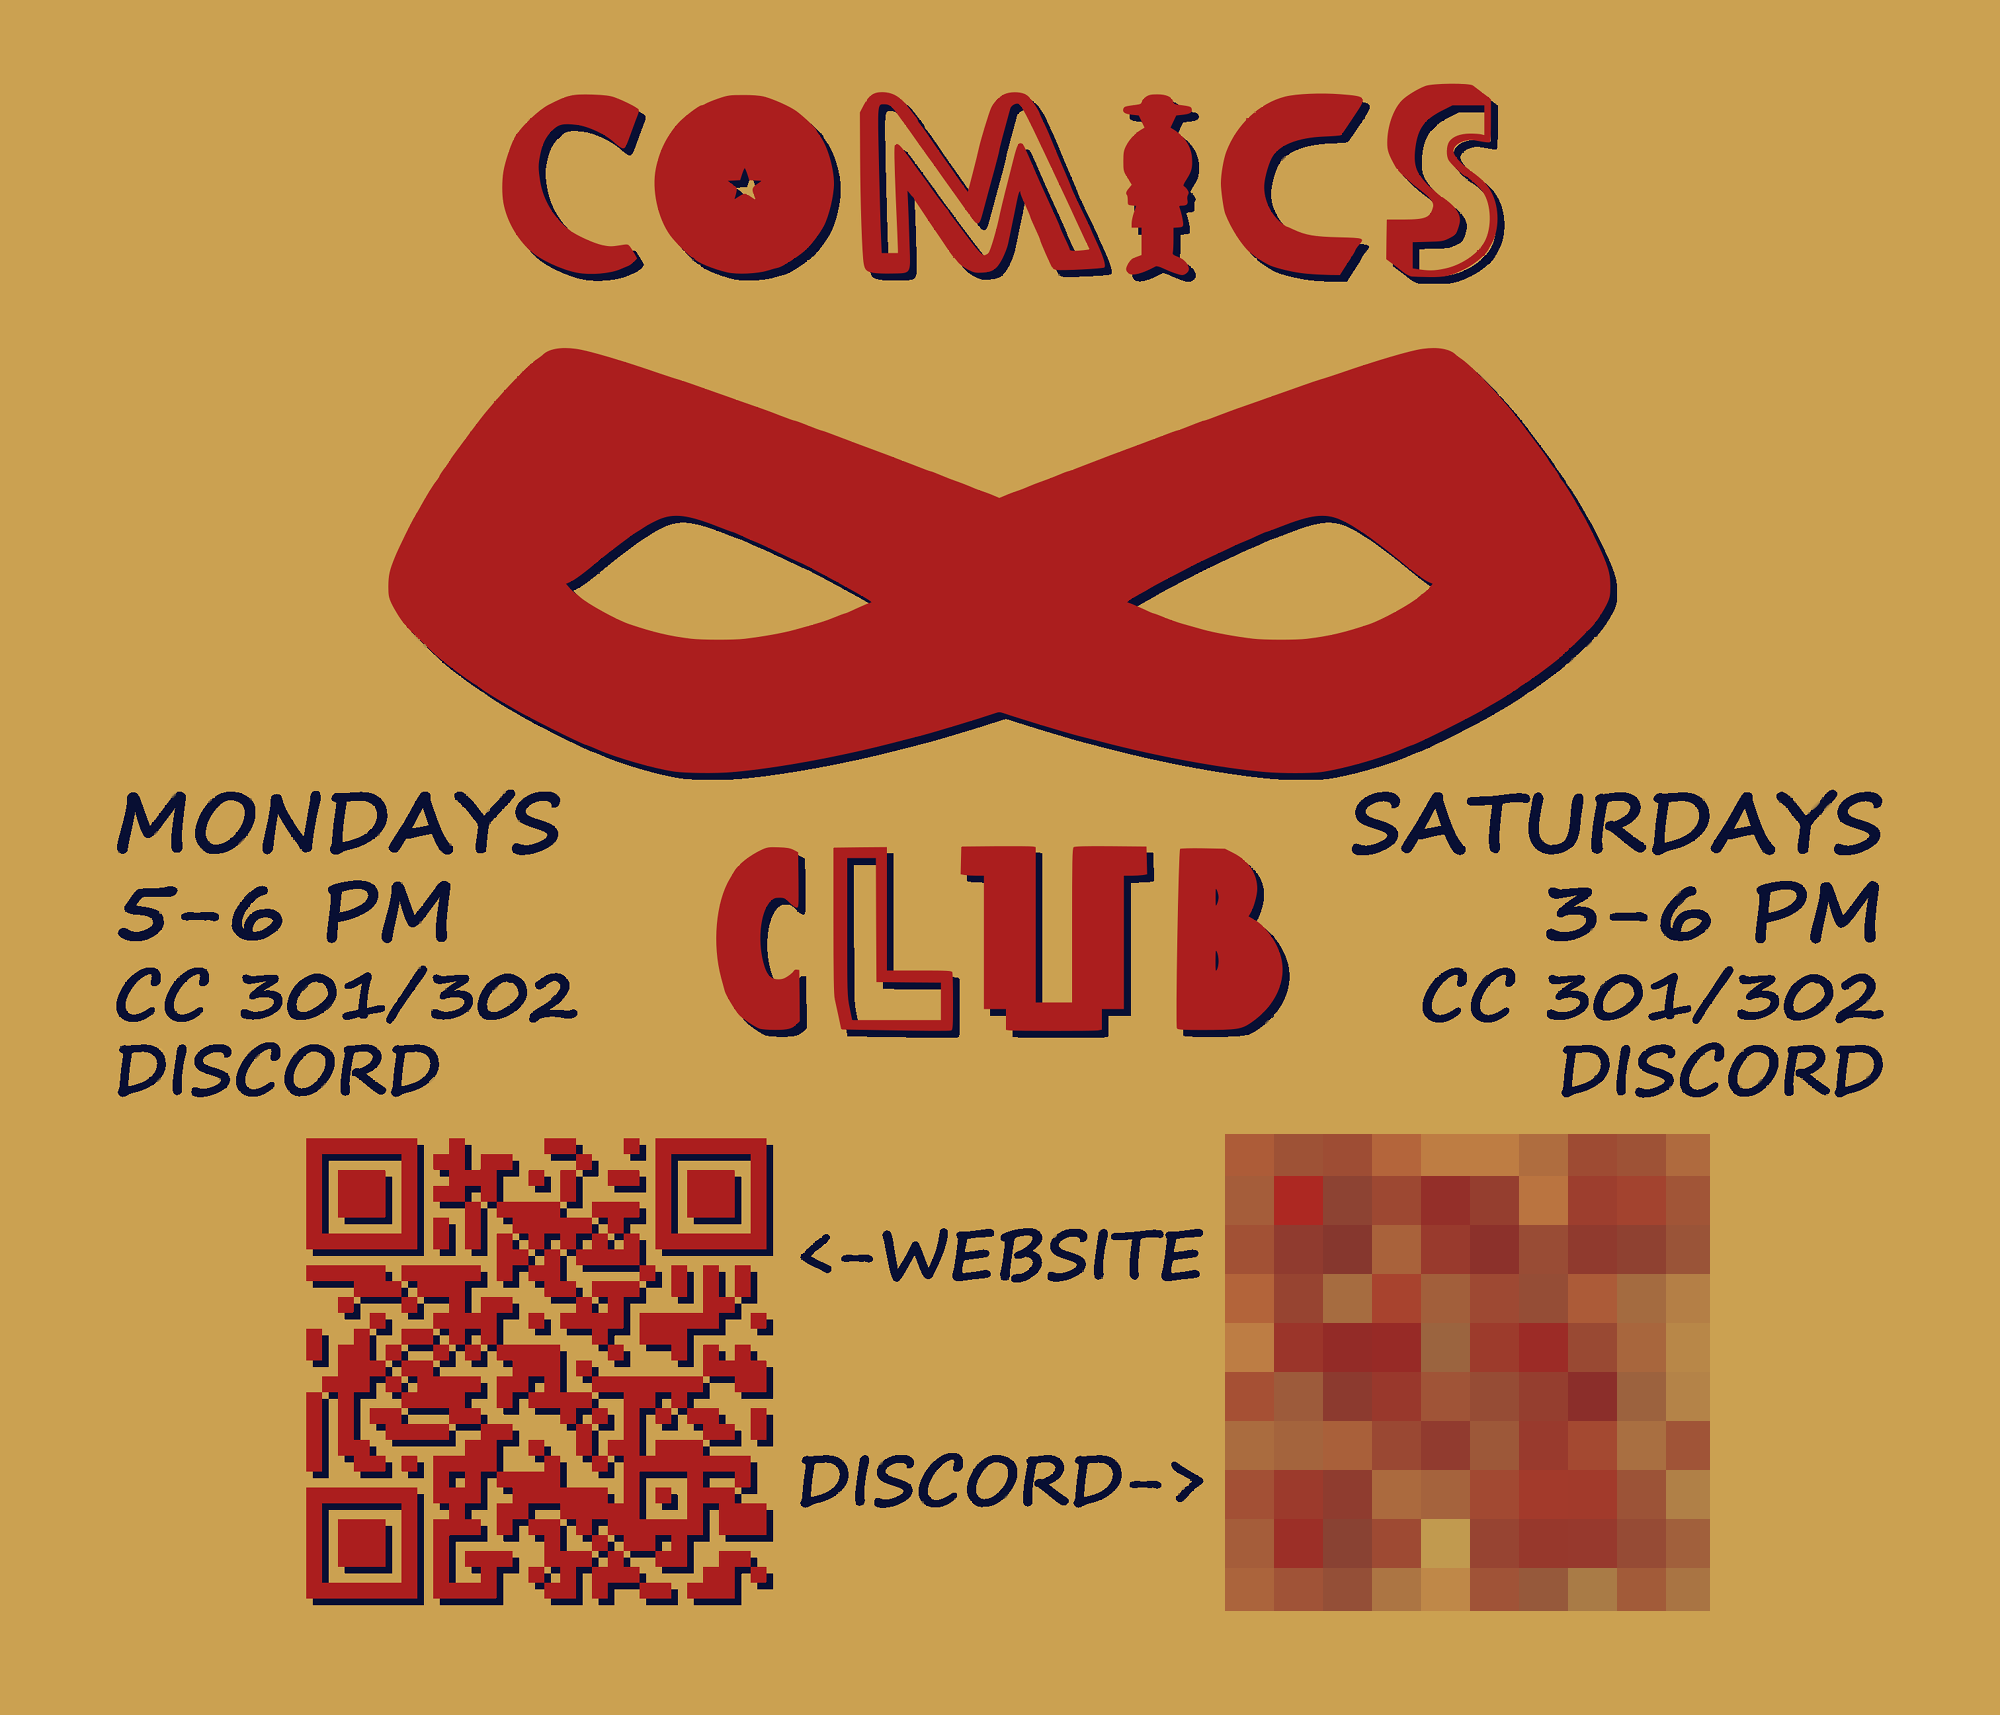 COMICS
CLUB
MONDAYS
5-6 PM
CC 301/302
DISCORD
SATURDAYS
3-6 PM
CC 301/302
DISCORD
<-WEBSITE
DISCORD->